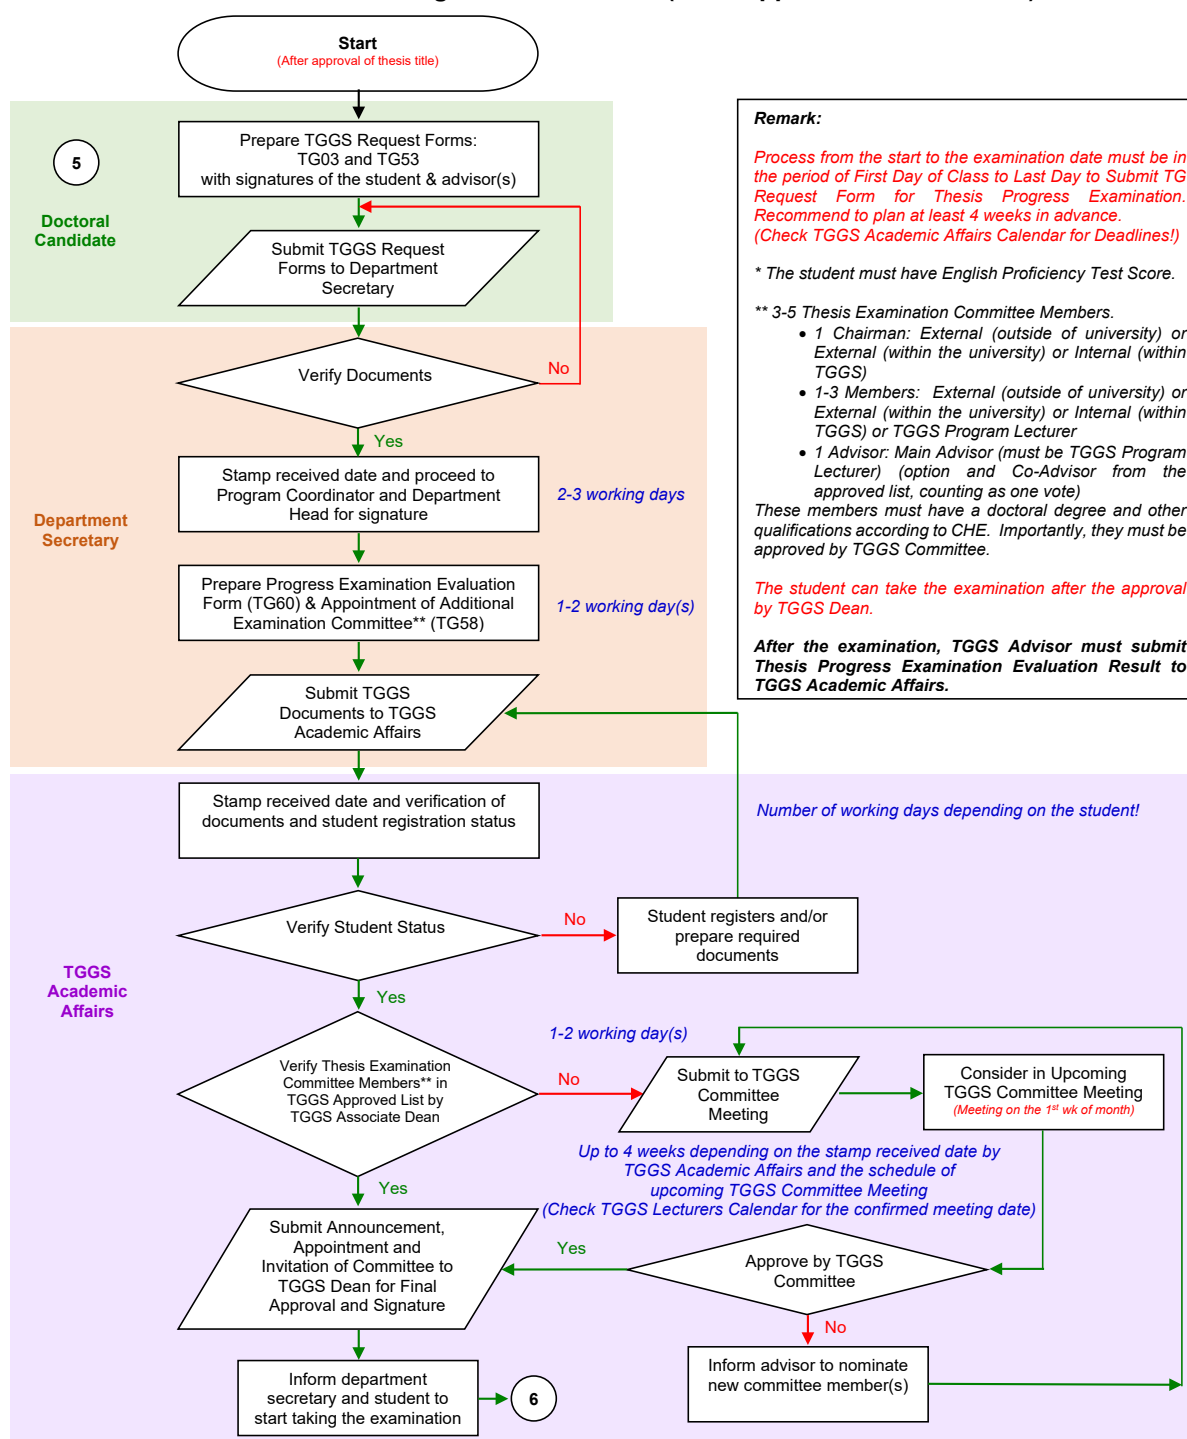 Start
(After approval of thesis title)
5
Doctoral
Candidate
Prepare TGGS Request Forms:
TG03 and TG53
with signatures of the student & advisor(s)
Submit TGGS Request
Forms to Department
Secretary
Remark:
Process from the start to the examination date must be in
the period of First Day of Class to Last Day to Submit TG
Request Form for Thesis Progress Examination.
Recommend to plan at least 4 weeks in advance.
(Check TGGS Academic Affairs Calendar for Deadlines!)
* The student must have English Proficiency Test Score.
** 3-5 Thesis Examination Committee Members.
• 1 Chairman: External (outside of university) or
External (within the university) or Internal (within
TGGS)
• 1-3 Members: External (outside of university) or
External (within the university) or Internal (within
TGGS) or TGGS Program Lecturer
• 1 Advisor: Main Advisor (must be TGGS Program
Lecturer) (option and Co-Advisor from the
approved list, counting as one vote)
These members must have a doctoral degree and other
qualifications according to CHE. Importantly, they must be
approved by TGGS Committee.
The student can take the examination after the approval
by TGGS Dean.
After the examination, TGGS Advisor must submit
Thesis Progress Examination Evaluation Result to
TGGS Academic Affairs.
Verify Documents
No
Yes
Department
Secretary
Stamp received date and proceed to
Program Coordinator and Department
Head for signature
2-3 working days
Prepare Progress Examination Evaluation
Form (TG60) & Appointment of Additional
Examination Committee** (TG58)
1-2 working day(s)
Submit TGGS
Documents to TGGS
Academic Affairs
Stamp received date and verification of
documents and student registration status
Number of working days depending on the student!
Verify Student Status
No
Student registers and/or
prepare required
documents
Yes
TGGS
Academic
Affairs
1-2 working day(s)
Verify Thesis Examination
Committee Members** in
TGGS Approved List by
TGGS Associate Dean
No
Submit to TGGS
Committee
Meeting
Consider in Upcoming
TGGS Committee Meeting
(Meeting on the 1st wk of month)
Up to 4 weeks depending on the stamp received date by
TGGS Academic Affairs and the schedule of
upcoming TGGS Committee Meeting
(Check TGGS Lecturers Calendar for the confirmed meeting date)
Yes
Submit Announcement,
Appointment and
Invitation of Committee to
TGGS Dean for Final
Approval and Signature
Yes
Approve by TGGS
Committee
No
Inform advisor to nominate
new committee member(s)
Inform department
secretary and student to
start taking the examination
6